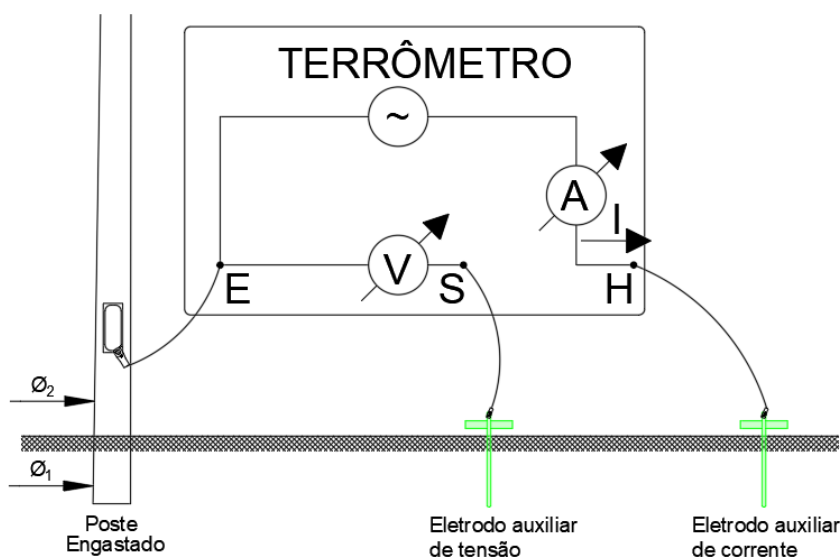 TERRÔMETRO
~
A
I
V
E
S
H
Ø2
Ø1
Poste
Engastado
Eletrodo auxiliar
de tensão
Eletrodo auxiliar
de corrente